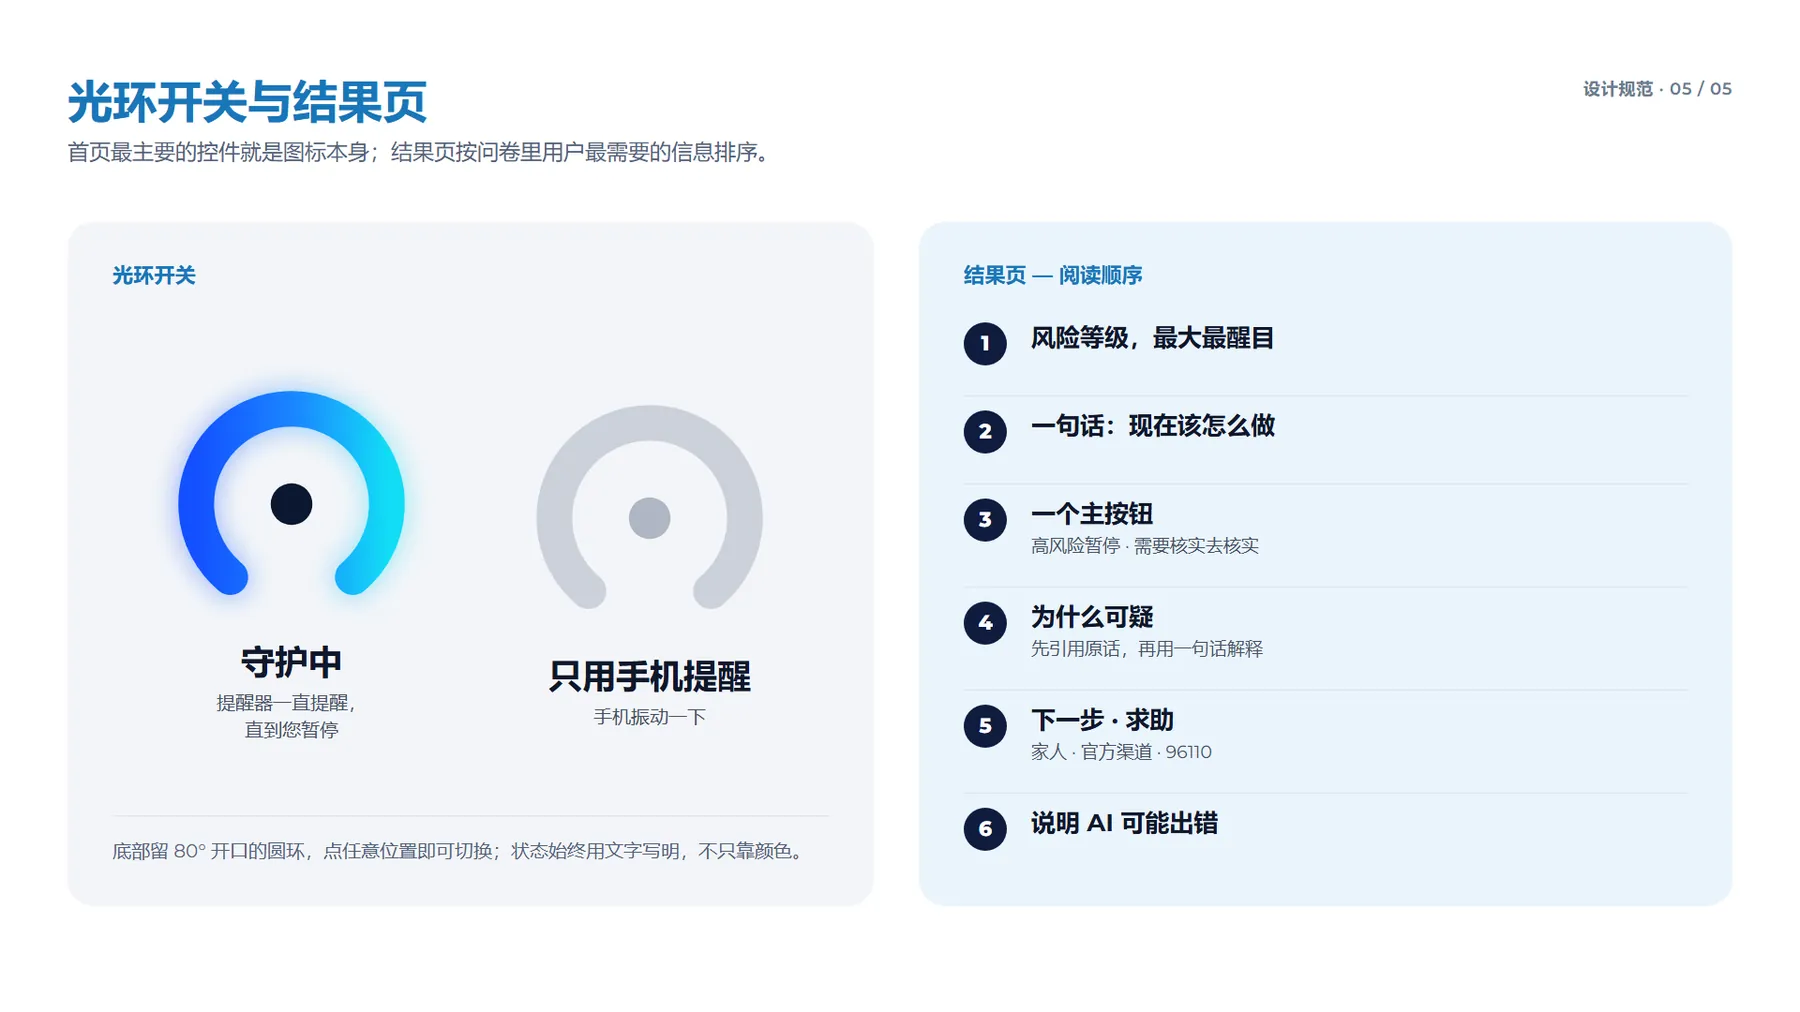 光环开关与结果页
设计规范 · 05 / 05
首页最主要的控件就是图标本身；结果页按问卷里用户最需要的信息排序。
光环开关
守护中
提醒器一直提醒，
直到您暂停
只用手机提醒
手机振动一下
底部留 80° 开口的圆环，点任意位置即可切换；状态始终用文字写明，不只靠颜色。
结果页 — 阅读顺序
1 风险等级，最大最醒目
2 一句话：现在该怎么做
3 一个主按钮
高风险暂停 · 需要核实去核实
4 为什么可疑
先引用原话，再用一句话解释
5 下一步 · 求助
家人 · 官方渠道 · 96110
6 说明 AI 可能出错